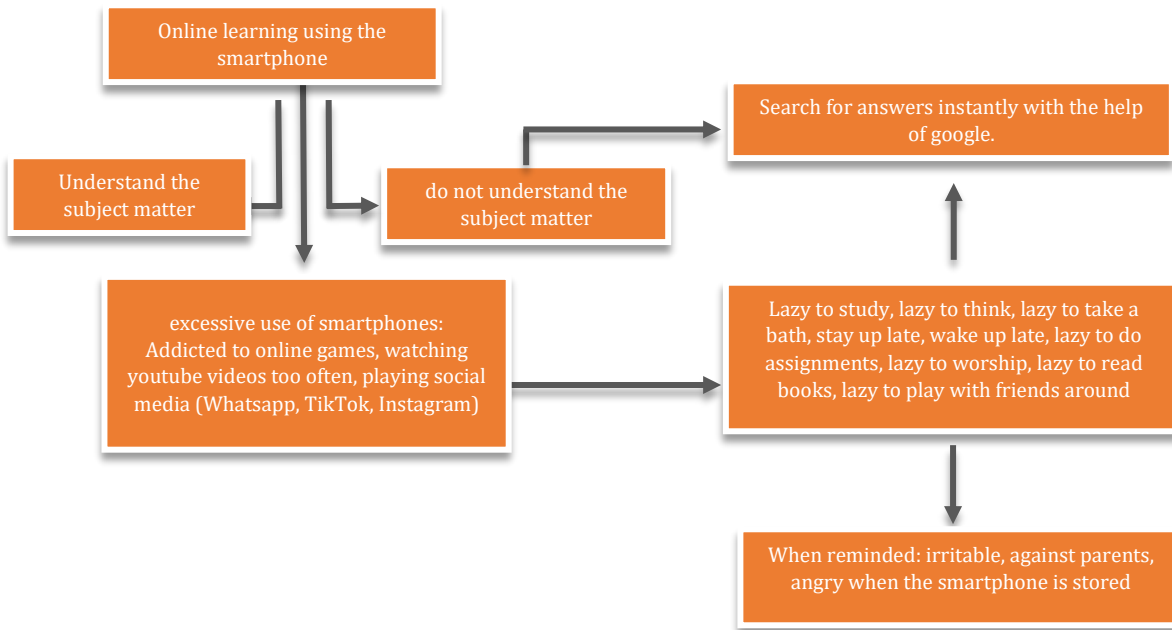 Online learning using the
smartphone
Search for answers instantly with the help
of google.
Understand the
subject matter
do not understand the
subject matter
excessive use of smartphones:
Addicted to online games, watching
youtube videos too often, playing social
media (Whatsapp, TikTok, Instagram)
Lazy to study, lazy to think, lazy to take a
bath, stay up late, wake up late, lazy to do
assignments, lazy to worship, lazy to read
books, lazy to play with friends around
When reminded: irritable, against parents,
angry when the smartphone is stored